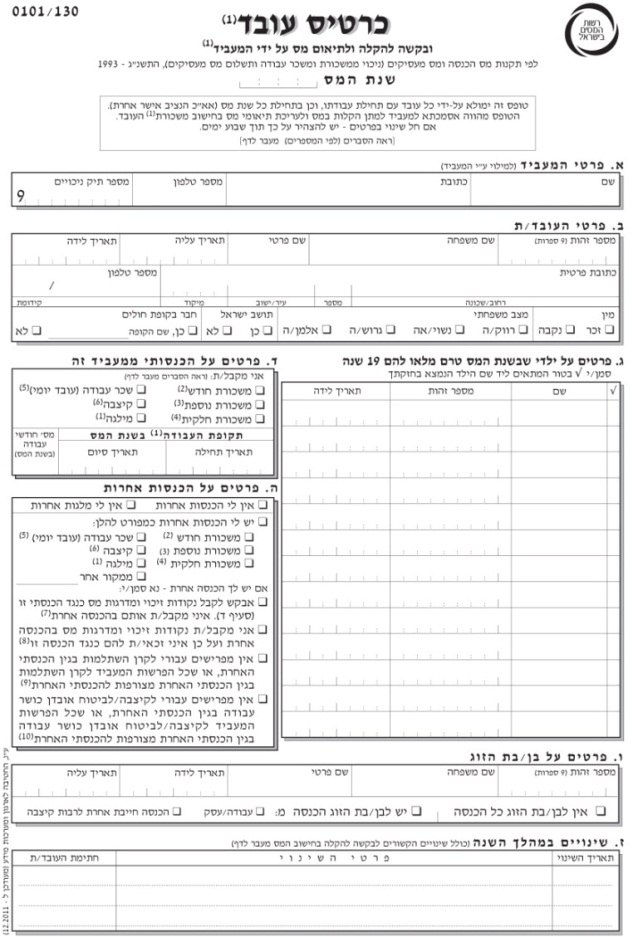 0101/130
רשות
המסים
בישראל
כרטיס עובד(1)
ובקשה להקלה ולתיאום מס על ידי המעביד(1)
לפי תקנות מס הכנסה ומס מעסיקים (ניכוי ממשכורת ומשכר עבודה ותשלום מס מעסיקים), התשנ״ג - 1993
שנת המס
טופס זה ימולא על-ידי כל עובד עם תחילת עבודתו, וכן בתחילת כל שנת מס (אא״כ הנציב אישר אחרת).
הטופס מהווה אסמכתא למעביד למתן הקלות במס ולעריכת תיאומי מס בחישוב משכורת(1) העובד.
אם חל שינוי בפרטים - יש להצהיר על כך תוך שבוע ימים.
[ראה הסברים (לפי המספרים) מעבר לדף]
א. פרטי המעביד (למילוי ע״י המעביד)
שם כתובת מספר טלפון מספר תיק ניכויים
9
ב. פרטי העובד/ת
מספר זהות (9 ספרות) שם משפחה שם פרטי תאריך עליה תאריך לידה
כתובת פרטית מספר טלפון
/
רחוב/שכונה מספר עיר/ישוב מיקוד קידומת
מין מצב משפחתי תושב ישראל חבר בקופת חולים
זכר נקבה רווק/ה נשוי/אה גרוש/ה אלמן/ה כן לא כן, שם הקופה לא
ג. פרטים על ילדי שבשנת המס טרם מלאו להם 19 שנה
סמן/י √ בטור המתאים ליד שם הילד הנמצא בחזקתך
√ שם מספר זהות תאריך לידה
ד. פרטים על הכנסותי ממעביד זה
אני מקבל/ת: (ראה הסברים מעבר לדף)
משכורת חודש(2) שכר עבודה (עובד יומי)(5)
משכורת נוספת(3) קיצבה(6)
משכורת חלקית(4) מילגה(1)
תקופת העבודה(1) בשנת המס מס׳ חודשי
עבודה
(בשנת המס)
תאריך תחילה תאריך סיום
ה. פרטים על הכנסות אחרות
אין לי הכנסות אחרות אין לי מלגות אחרות
יש לי הכנסות אחרות כמפורט להלן:
משכורת חודש (2) שכר עבודה (עובד יומי) (5)
משכורת נוספת (3) קיצבה (6)
משכורת חלקית (4) מילגה (1)
ממקור אחר
אם יש לך הכנסה אחרת - נא סמן/י:
אבקש לקבל נקודות זיכוי ומדרגות מס כנגד הכנסתי זו
(סעיף ד). איני מקבל/ת אותם בהכנסה אחרת(7)
אני מקבל/ת נקודות זיכוי ומדרגות מס בהכנסה
אחרת ועל כן איני זכאי/ת להם כנגד הכנסה זו(8)
אין מפרישים עבורי לקרן השתלמות בגין הכנסתי
האחרת, או שכל הפרשות המעביד לקרן השתלמות
בגין הכנסתי האחרת מצורפות להכנסתי האחרת(9)
אין מפרישים עבורי לקיצבה/לביטוח אובדן כושר
עבודה בגין הכנסתי האחרת, או שכל הפרשות
המעביד לקיצבה/לביטוח אובדן כושר עבודה
בגין הכנסתי האחרת מצורפות להכנסתי האחרת(10)
ו. פרטים על בן/בת הזוג
מספר זהות (9 ספרות) שם משפחה שם פרטי תאריך לידה תאריך עליה
אין לבן/בת הזוג כל הכנסה יש לבן/בת הזוג הכנסה מ: עבודה/עסק הכנסה חייבת אחרת לרבות קיצבה
ז. שינויים במהלך השנה (כולל שינויים הקשורים לבקשה להקלה בחישוב המס מעבר לדף)
תאריך השינוי פרטי השינוי חתימת העובד/ת
ע״י, החטיבה לארגון ומערכות מידע (מעודכן ל - 12.2011)